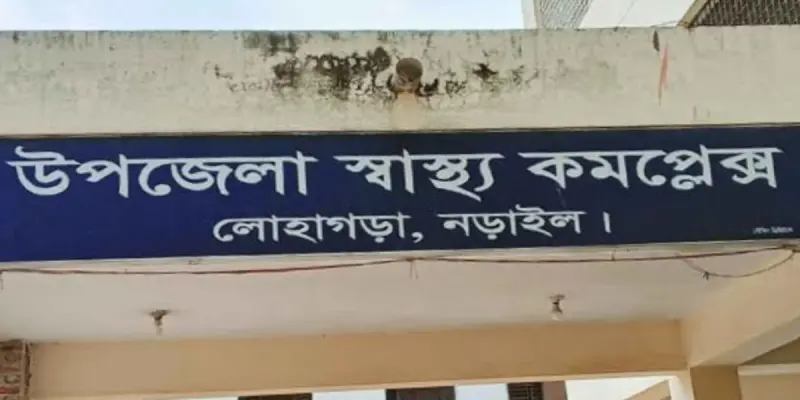 উপজেলা স্বাস্থ্য কমপ্লেক্স
লোহাগড়া, নড়াইল।